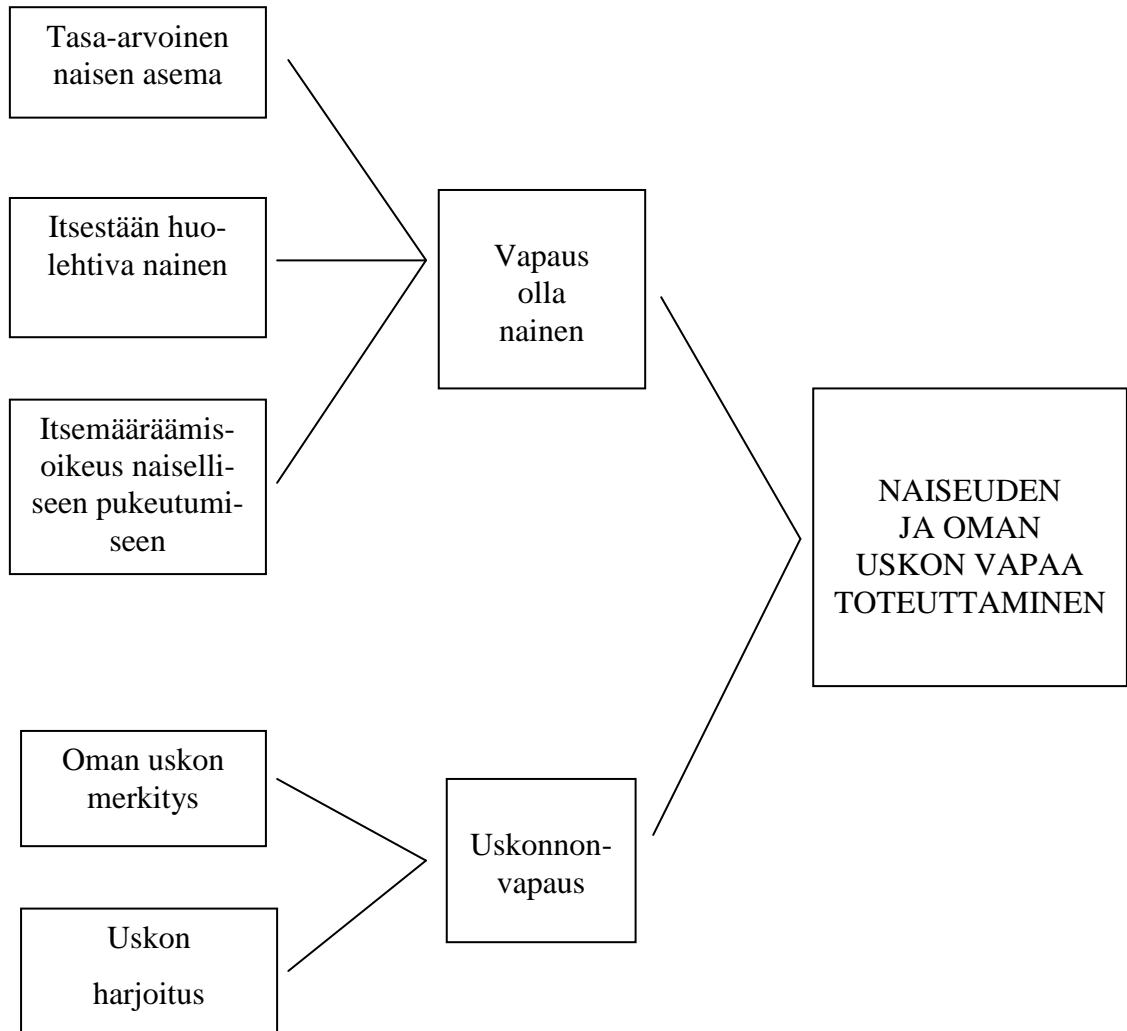 Tasa-arvoinen
naisen asema
Itsestään huo-
lehtiva nainen
Itsemääräämis-
oikeus naiselli-
seen pukeutumi-
seen
Vapaus
olla
nainen
NAISEUDEN
JA OMAN
USKON VAPAA
TOTEUTTAMINEN
Oman uskon
merkitys
Uskon
harjoitus
Uskonnon-
vapaus